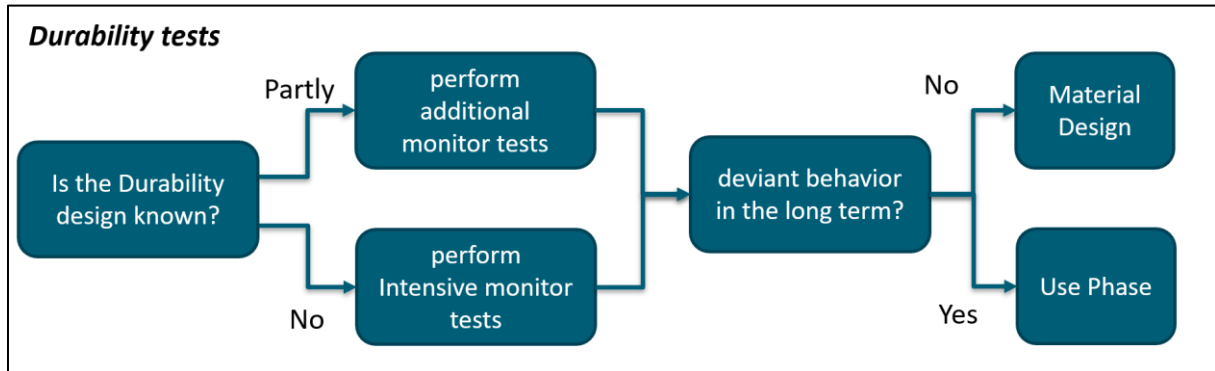 Durability tests
Partly
perform
additional
monitor tests
No
Material
Design
Is the Durability
design known?
deviant behavior
in the long term?
perform
Intensive monitor
tests
No
Use Phase
Yes